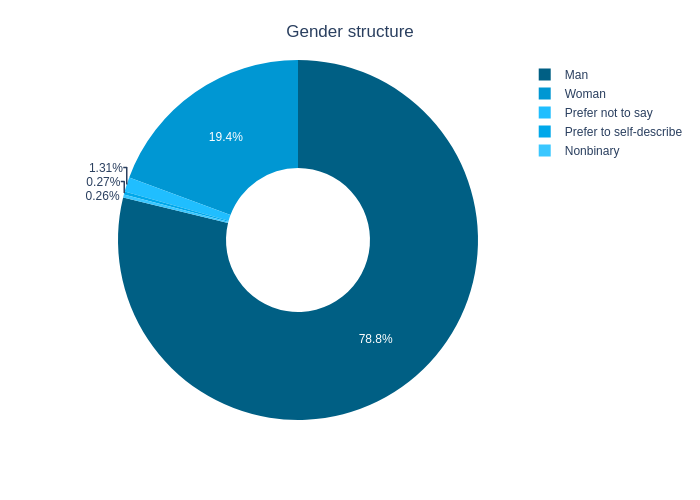 Gender structure
Man
Woman
Prefer not to say
Prefer to self-describe
Nonbinary
19.4%
1.31%
0.27%
0.26%
78.8%